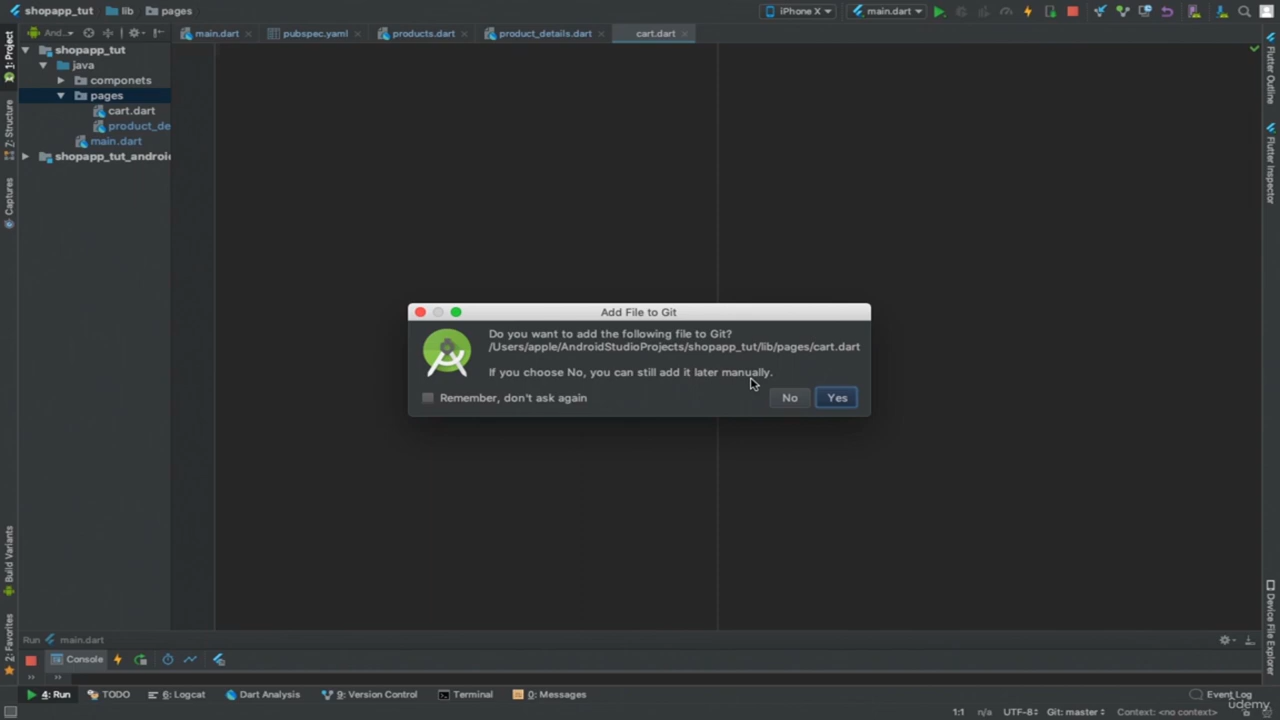 shopapp_tut lib pages
iPhone X main.dart
And...
main.dart pubspec.yaml products.dart product_details.dart cart.dart
shopapp_tut
java
componets
pages
cart.dart
product_de
main.dart
shopapp_tut_androi
1: Project
Z: Structure
Captures
Build Variants
2: Favorites
Flutter Outline
Flutter Inspector
Device File Explorer
Add File to Git
Do you want to add the following file to Git?
/Users/apple/AndroidStudioProjects/shopapp_tut/lib/pages/cart.dart
If you choose No, you can still add it later manually.
Remember, don't ask again
No Yes
Run main.dart
Console
4: Run TODO 6: Logcat Dart Analysis 9: Version Control Terminal 0: Messages Event Log
1:1 n/a UTF-8 Git: master Context: <no context>
udemy